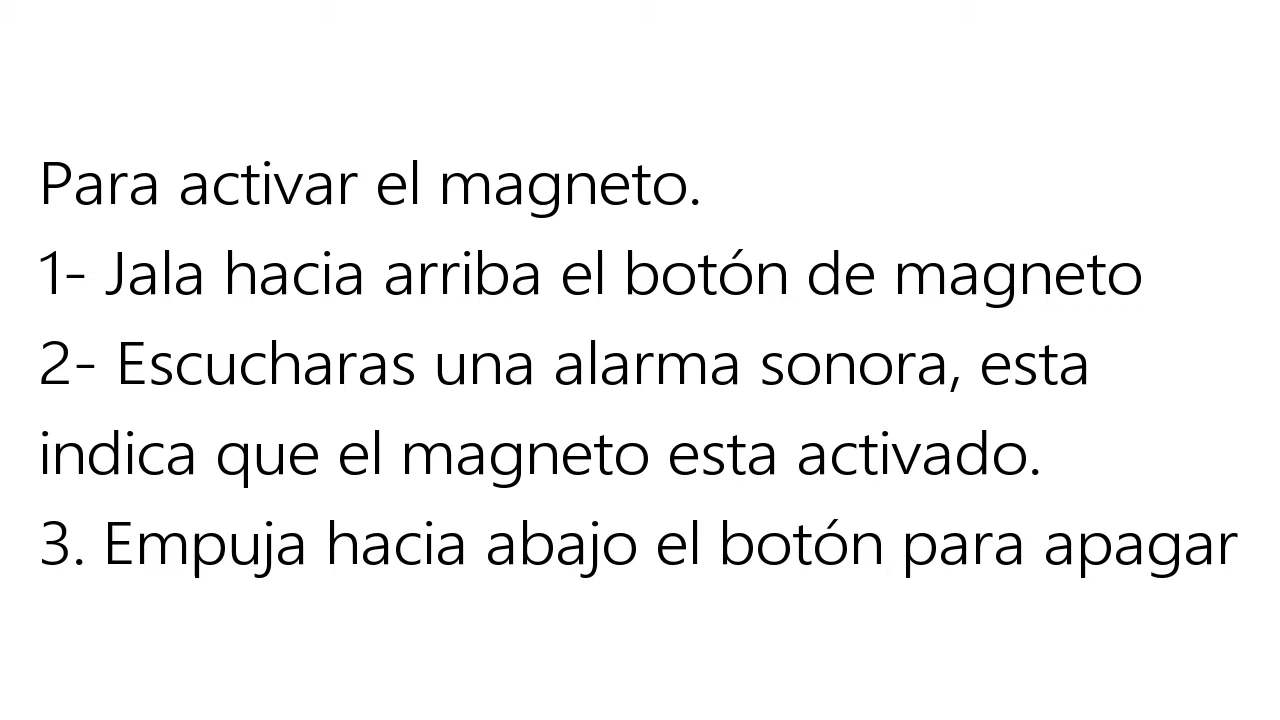 Para activar el magneto.
1- Jala hacia arriba el botón de magneto
2- Escucharas una alarma sonora, esta
indica que el magneto esta activado.
3. Empuja hacia abajo el botón para apagar